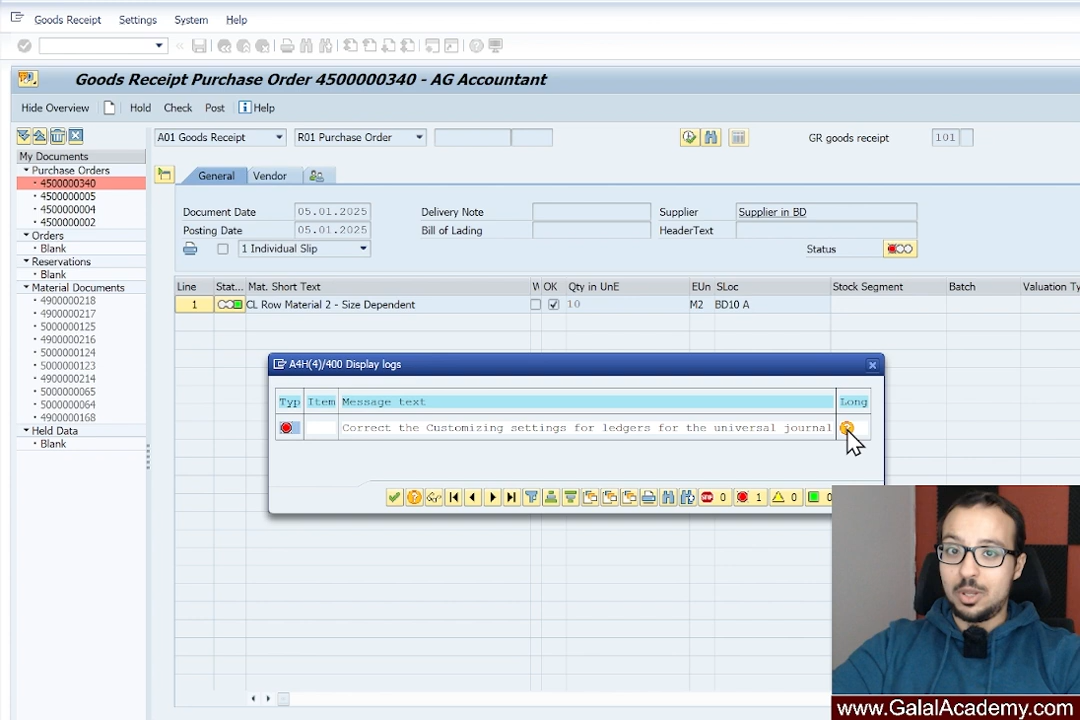 Goods Receipt Settings System Help
Goods Receipt Purchase Order 4500000340 - AG Accountant
Hide Overview Hold Check Post Help
A01 Goods Receipt R01 Purchase Order GR goods receipt 101
My Documents
Purchase Orders
4500000340
4500000005
4500000004
4500000002
Orders
Blank
Reservations
Blank
Material Documents
4900000218
4900000217
5000000125
4900000216
5000000124
5000000123
4900000214
5000000065
5000000064
4900000168
Held Data
Blank
General Vendor
Document Date 05.01.2025 Delivery Note Supplier Supplier in BD
Posting Date 05.01.2025 Bill of Lading HeaderText
1 Individual Slip Status
Line Stat... Mat. Short Text OK Qty in UnE EUn SLoc Stock Segment Batch Valuation Ty
1 CL Row Material 2 - Size Dependent 10 M2 BD10 A
A4H(4)/400 Display logs
Typ Item Message text Long
Correct the Customizing settings for ledgers for the universal journal
STOP 0 1 0 0
www.GalalAcademy.com